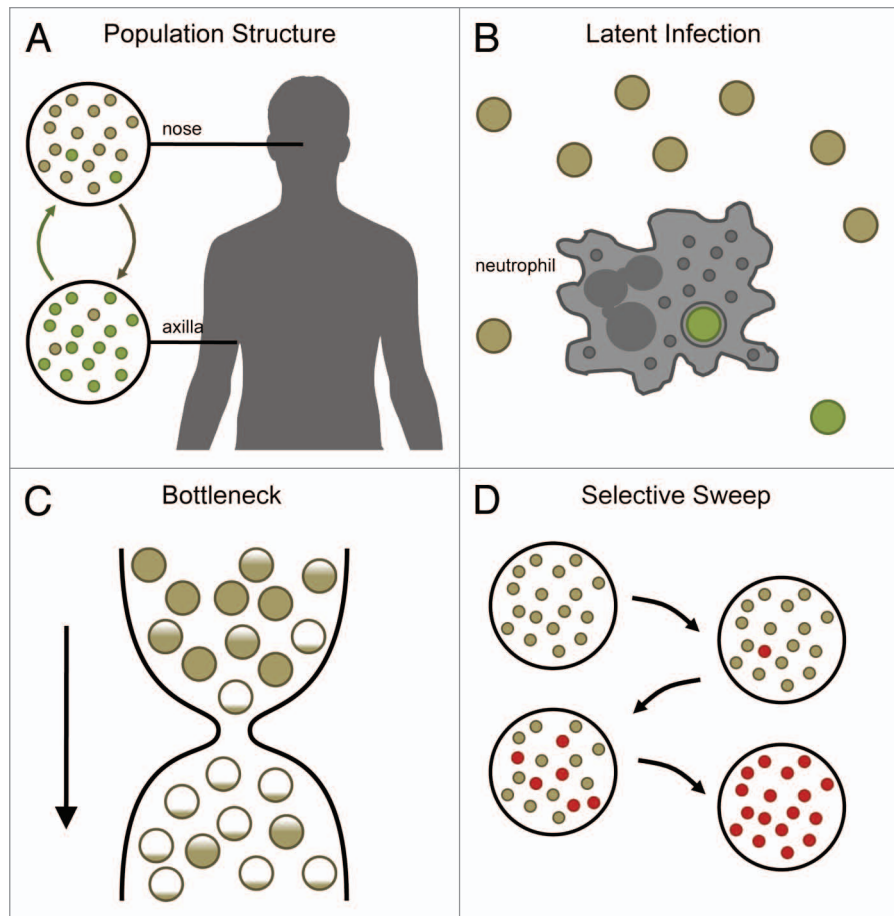 A
Population Structure
nose
axilla
B
Latent Infection
neutrophil
C
Bottleneck
D
Selective Sweep